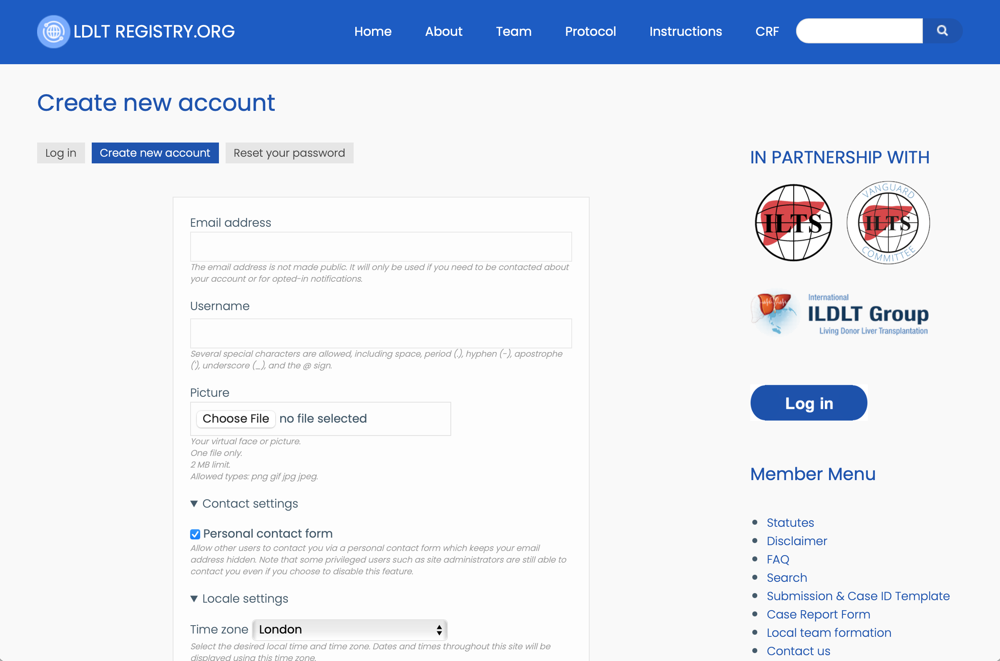 LDLT REGISTRY.ORG
Home
About
Team
Protocol
Instructions
CRF
Create new account
Log in
Create new account
Reset your password
Email address
The email address is not made public. It will only be used if you need to be contacted about
your account or for opted-in notifications.
Username
Several special characters are allowed, including space, period (.), hyphen (-), apostrophe
('), underscore (_), and the @ sign.
Picture
Choose File no file selected
Your virtual face or picture.
One file only.
2 MB limit.
Allowed types: png gif jpg jpeg.
Contact settings
Personal contact form
Allow other users to contact you via a personal contact form which keeps your email
address hidden. Note that some privileged users such as site administrators are still able to
contact you even if you choose to disable this feature.
Locale settings
Time zone London
Select the desired local time and time zone. Dates and times throughout this site will be
displayed using this time zone.
IN PARTNERSHIP WITH
ILTS
VANGUARD
ILTS
COMMITTEE
International
ILDLT Group
Living Donor Liver Transplantation
Log in
Member Menu
Statutes
Disclaimer
FAQ
Search
Submission & Case ID Template
Case Report Form
Local team formation
Contact us